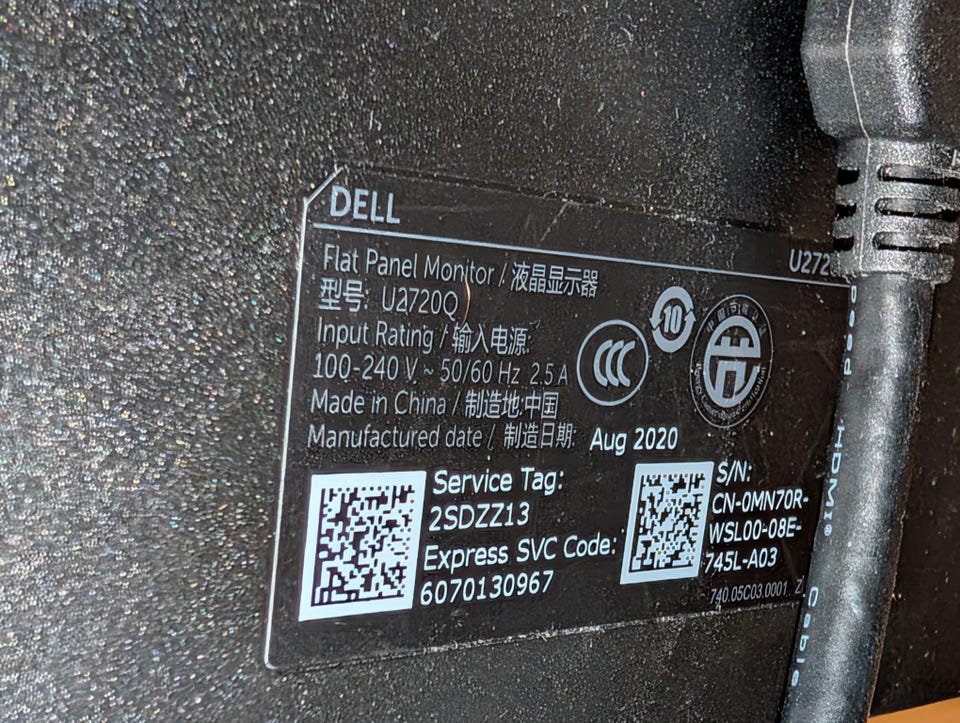 DELL
U272
Flat Panel Monitor / 液晶显示器
型号: U2720Q
Input Rating / 输入电源:
100-240 V ~ 50/60 Hz 2.5 A
Made in China / 制造地:中国
Manufactured date / 制造日期: Aug 2020
10
Service Tag:
2SDZZ13
Express SVC Code:
6070130967
S/N:
CN-0MN70R-
WSL00-08E-
745L-A03
740.05C03.0001
HDMI® Cable